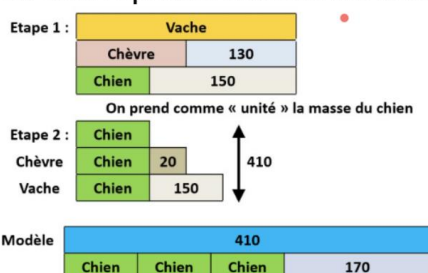 Etape 1 : Vache
Chèvre 130
Chien 150
On prend comme « unité » la masse du chien
Etape 2 : Chien
Chèvre Chien 20 410
Vache Chien 150
Modèle 410
Chien Chien Chien 170